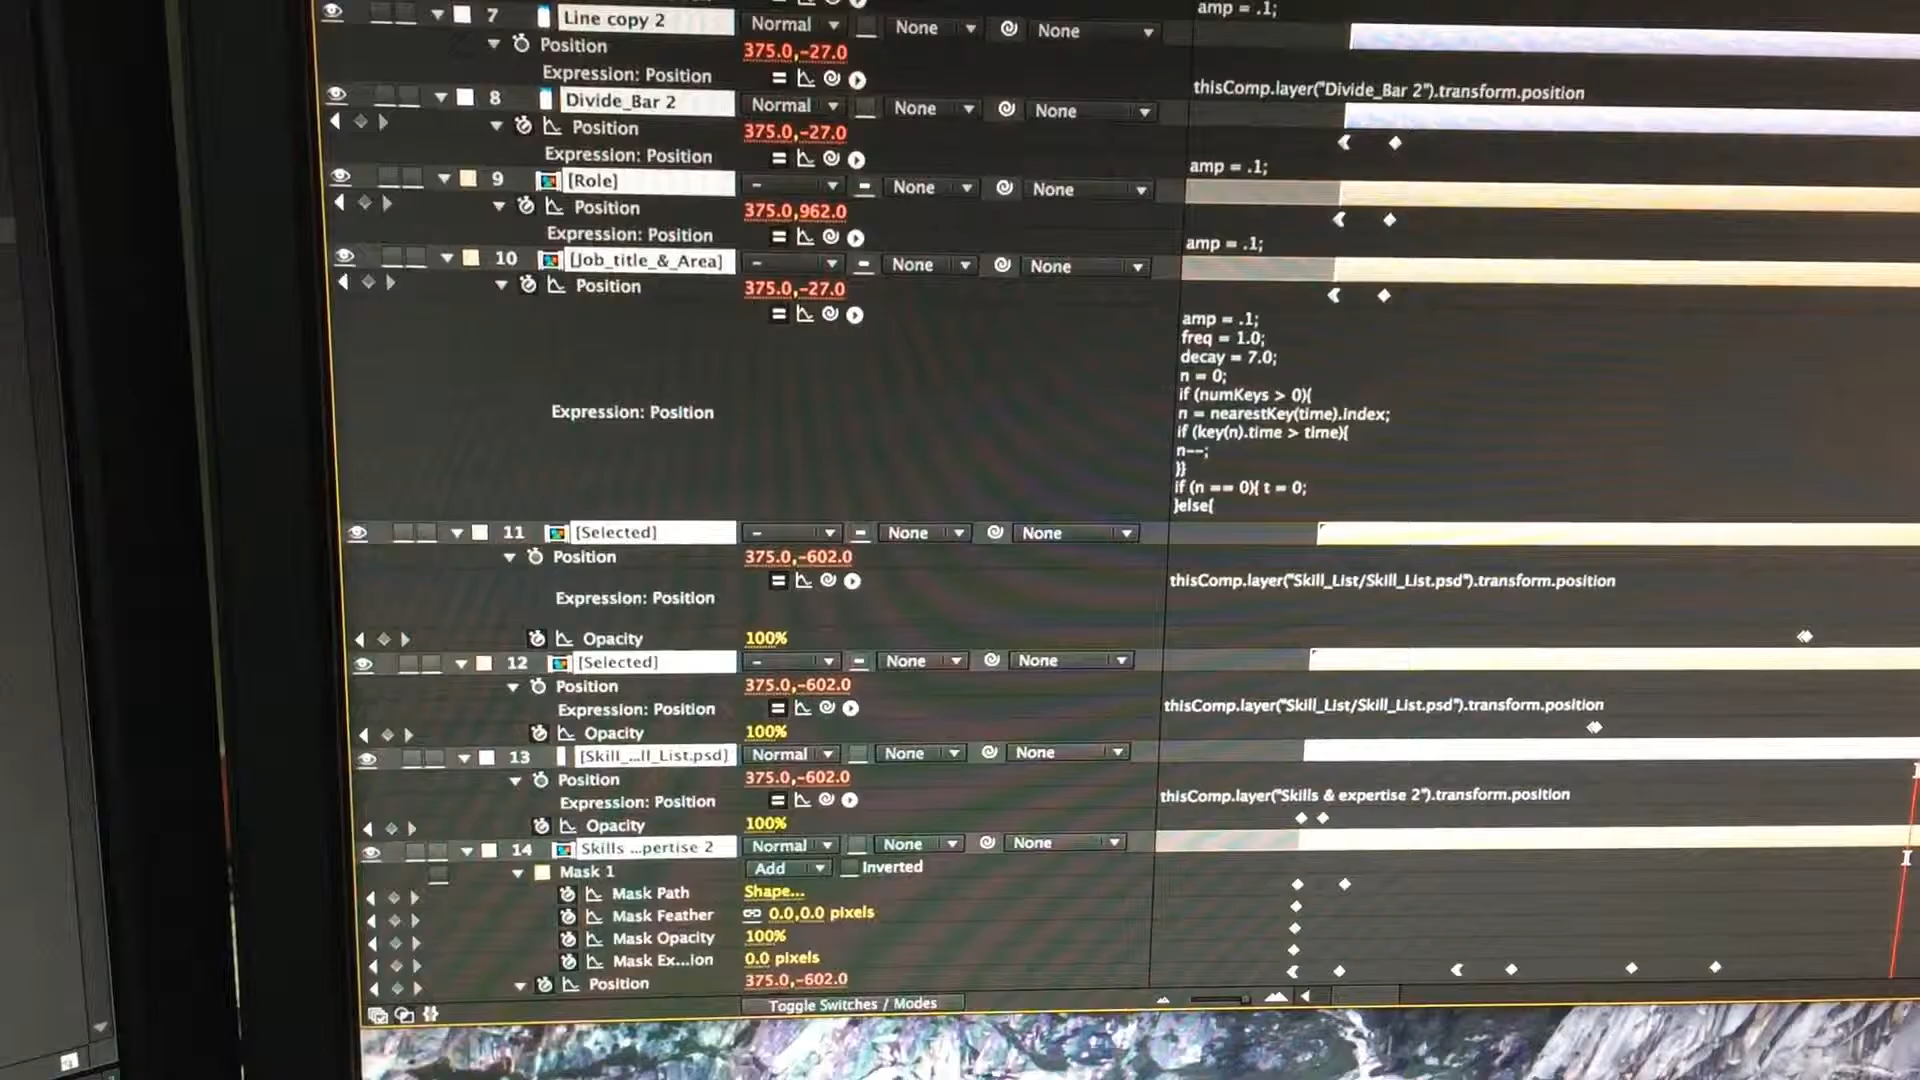 amp = .1;
7 Line copy 2 Normal None None
Position 375.0,-27.0
Expression: Position
thisComp.layer("Divide_Bar 2").transform.position
8 Divide_Bar 2 Normal None None
Position 375.0,-27.0
Expression: Position
amp = .1;
9 [Role] - None None
Position 375.0,962.0
Expression: Position
amp = .1;
10 [Job_title_&_Area] - None None
Position 375.0,-27.0
amp = .1;
freq = 1.0;
decay = 7.0;
n = 0;
if (numKeys > 0){
Expression: Position
n = nearestKey(time).index;
if (key(n).time > time){
n--;
}}
if (n == 0){ t = 0;
}else{
11 [Selected] - None None
Position 375.0,-602.0
thisComp.layer("Skill_List/Skill_List.psd").transform.position
Expression: Position
Opacity 100%
12 [Selected] - None None
Position 375.0,-602.0
Expression: Position
thisComp.layer("Skill_List/Skill_List.psd").transform.position
Opacity 100%
13 [Skill_...ll_List.psd] Normal None None
Position 375.0,-602.0
Expression: Position
thisComp.layer("Skills & expertise 2").transform.position
Opacity 100%
14 Skills ...pertise 2 Normal None None
Mask 1 Add Inverted
Mask Path Shape...
Mask Feather 0.0,0.0 pixels
Mask Opacity 100%
Mask Ex...ion 0.0 pixels
Position 375.0,-602.0
Toggle Switches / Modes